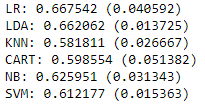 LR: 0.667542 (0.040592)
LDA: 0.662062 (0.013725)
KNN: 0.581811 (0.026667)
CART: 0.598554 (0.051382)
NB: 0.625951 (0.031343)
SVM: 0.612177 (0.015363)